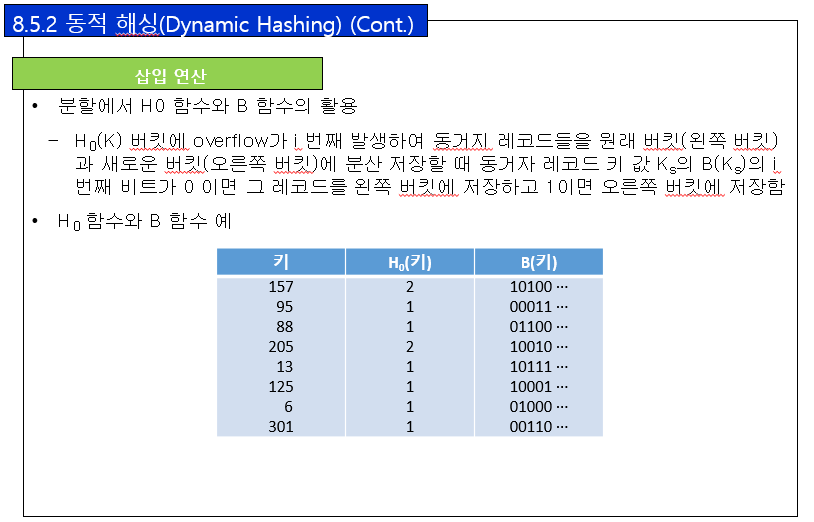 8.5.2 동적 해싱(Dynamic Hashing) (Cont.)
삽입 연산
• 분할에서 H0 함수와 B 함수의 활용
– H0(K) 버킷에 overflow가 i 번째 발생하여 동거지 레코드들을 원래 버킷(왼쪽 버킷)
과 새로운 버킷(오른쪽 버킷)에 분산 저장할 때 동거자 레코드 키 값 Ks의 B(Ks)의 i
번째 비트가 0 이면 그 레코드를 왼쪽 버킷에 저장하고 1이면 오른쪽 버킷에 저장함
• H0 함수와 B 함수 예
키 H0(키) B(키)
157 2 10100 ···
95 1 00011 ···
88 1 01100 ···
205 2 10010 ···
13 1 10111 ···
125 1 10001 ···
6 1 01000 ···
301 1 00110 ···